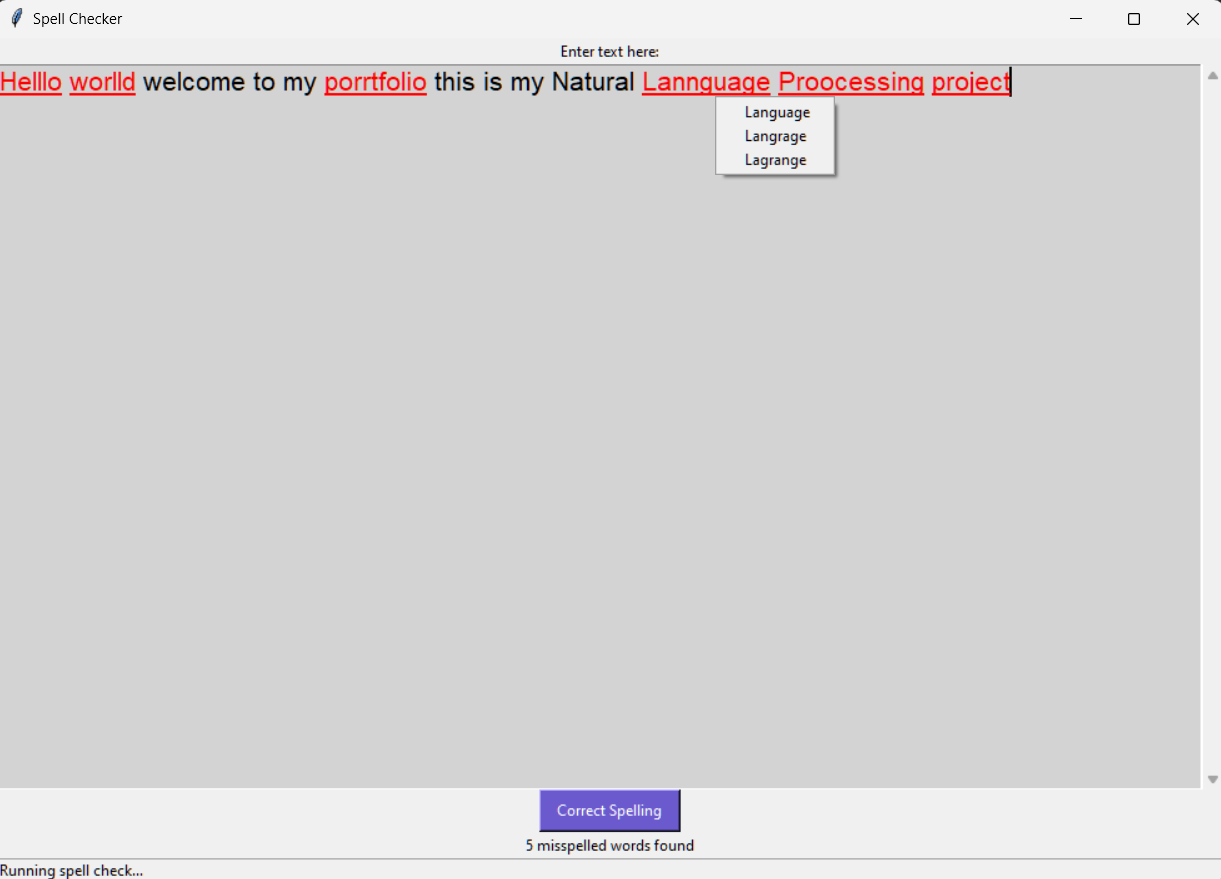 Spell Checker
Enter text here:
Helllo worlld welcome to my porrtfolio this is my Natural Lannguage Proocessing project
Language
Langrage
Lagrange
Correct Spelling
5 misspelled words found
Running spell check...